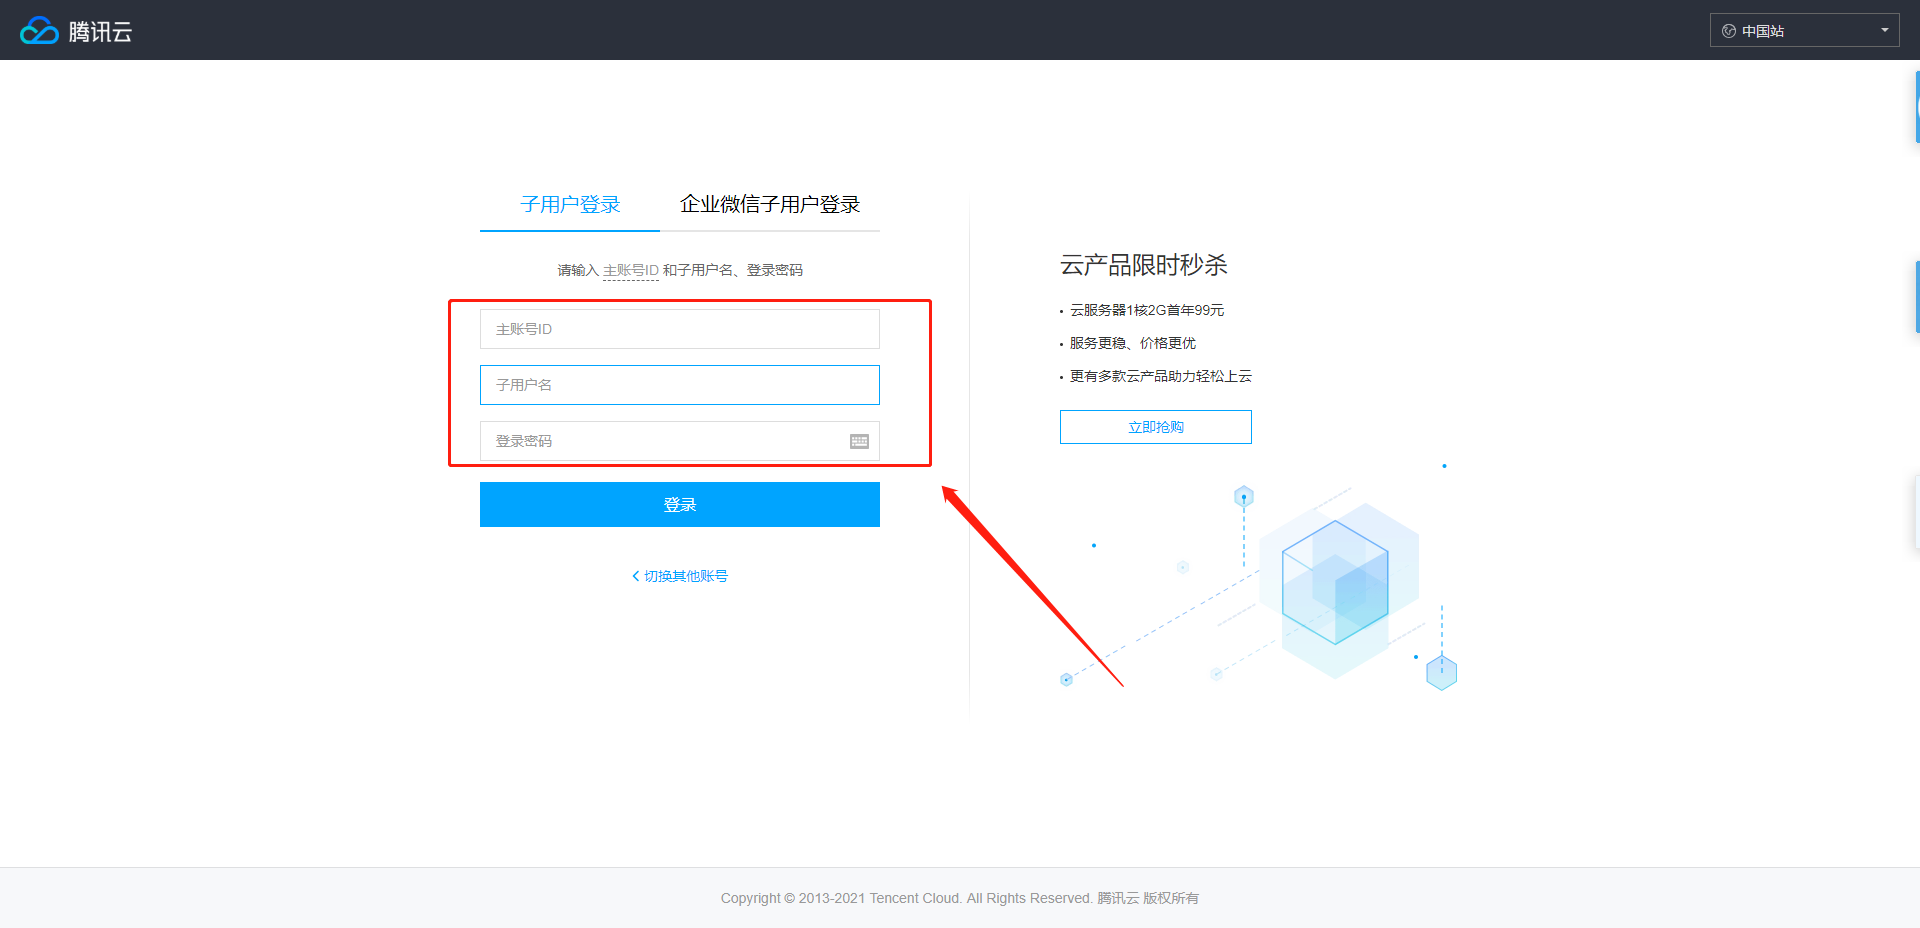 腾讯云
中国站
子用户登录
企业微信子用户登录
请输入 主账号ID 和子用户名、登录密码
主账号ID
子用户名
登录密码
登录
切换其他账号
云产品限时秒杀
云服务器1核2G首年99元
服务更稳、价格更优
更有多款云产品助力轻松上云
立即抢购
Copyright © 2013-2021 Tencent Cloud. All Rights Reserved. 腾讯云 版权所有